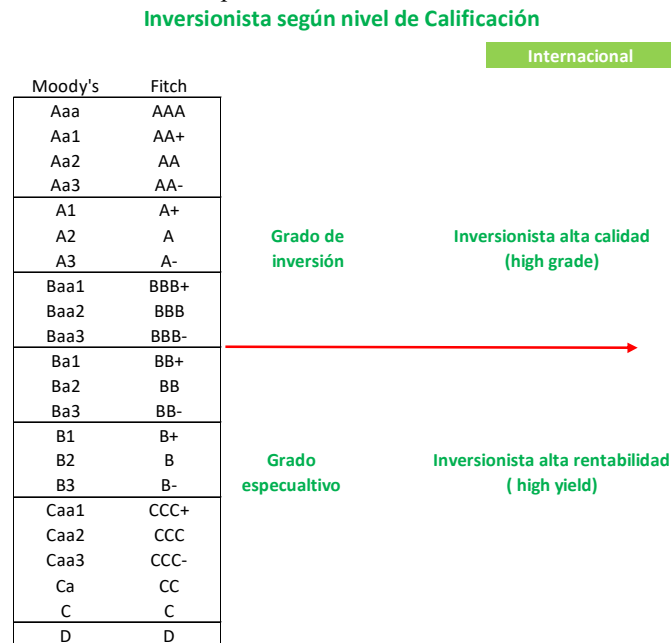 Inversionista según nivel de Calificación
Internacional
Moody's Fitch
Aaa AAA
Aa1 AA+
Aa2 AA
Aa3 AA-
A1 A+
A2 A Grado de Inversionista alta calidad
A3 A- inversión (high grade)
Baa1 BBB+
Baa2 BBB
Baa3 BBB-
Ba1 BB+
Ba2 BB
Ba3 BB-
B1 B+
B2 B Grado Inversionista alta rentabilidad
B3 B- especualtivo ( high yield)
Caa1 CCC+
Caa2 CCC
Caa3 CCC-
Ca CC
C C
D D